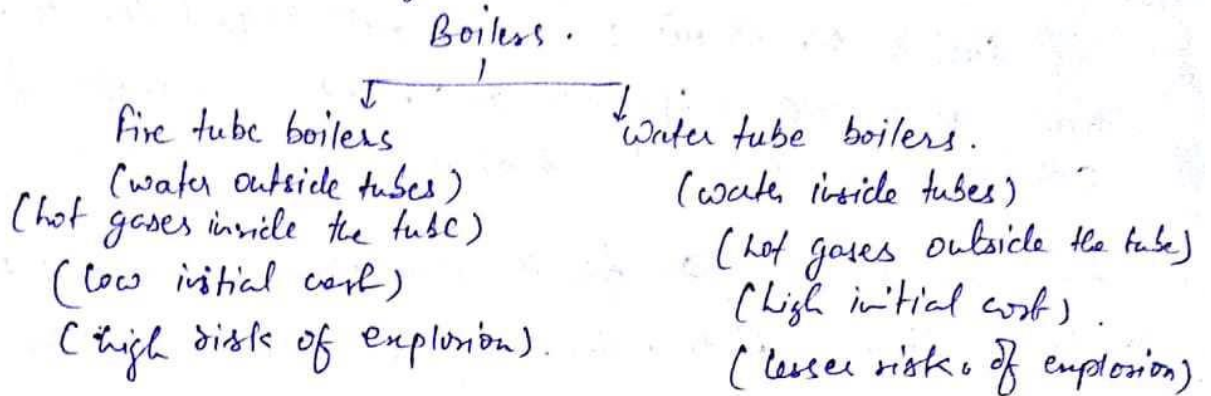 Boilers.
fire tube boilers
(water outside tubes)
(hot gases inside the tube)
(low initial cost)
(high risk of explosion).
water tube boilers.
(water inside tubes)
(hot gases outside the tube)
(high initial cost).
(lesser risk of explosion)